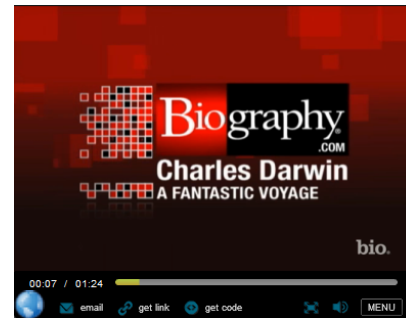 Biography
.COM
Charles Darwin
A FANTASTIC VOYAGE
bio.
00:07 / 01:24
email get link get code MENU